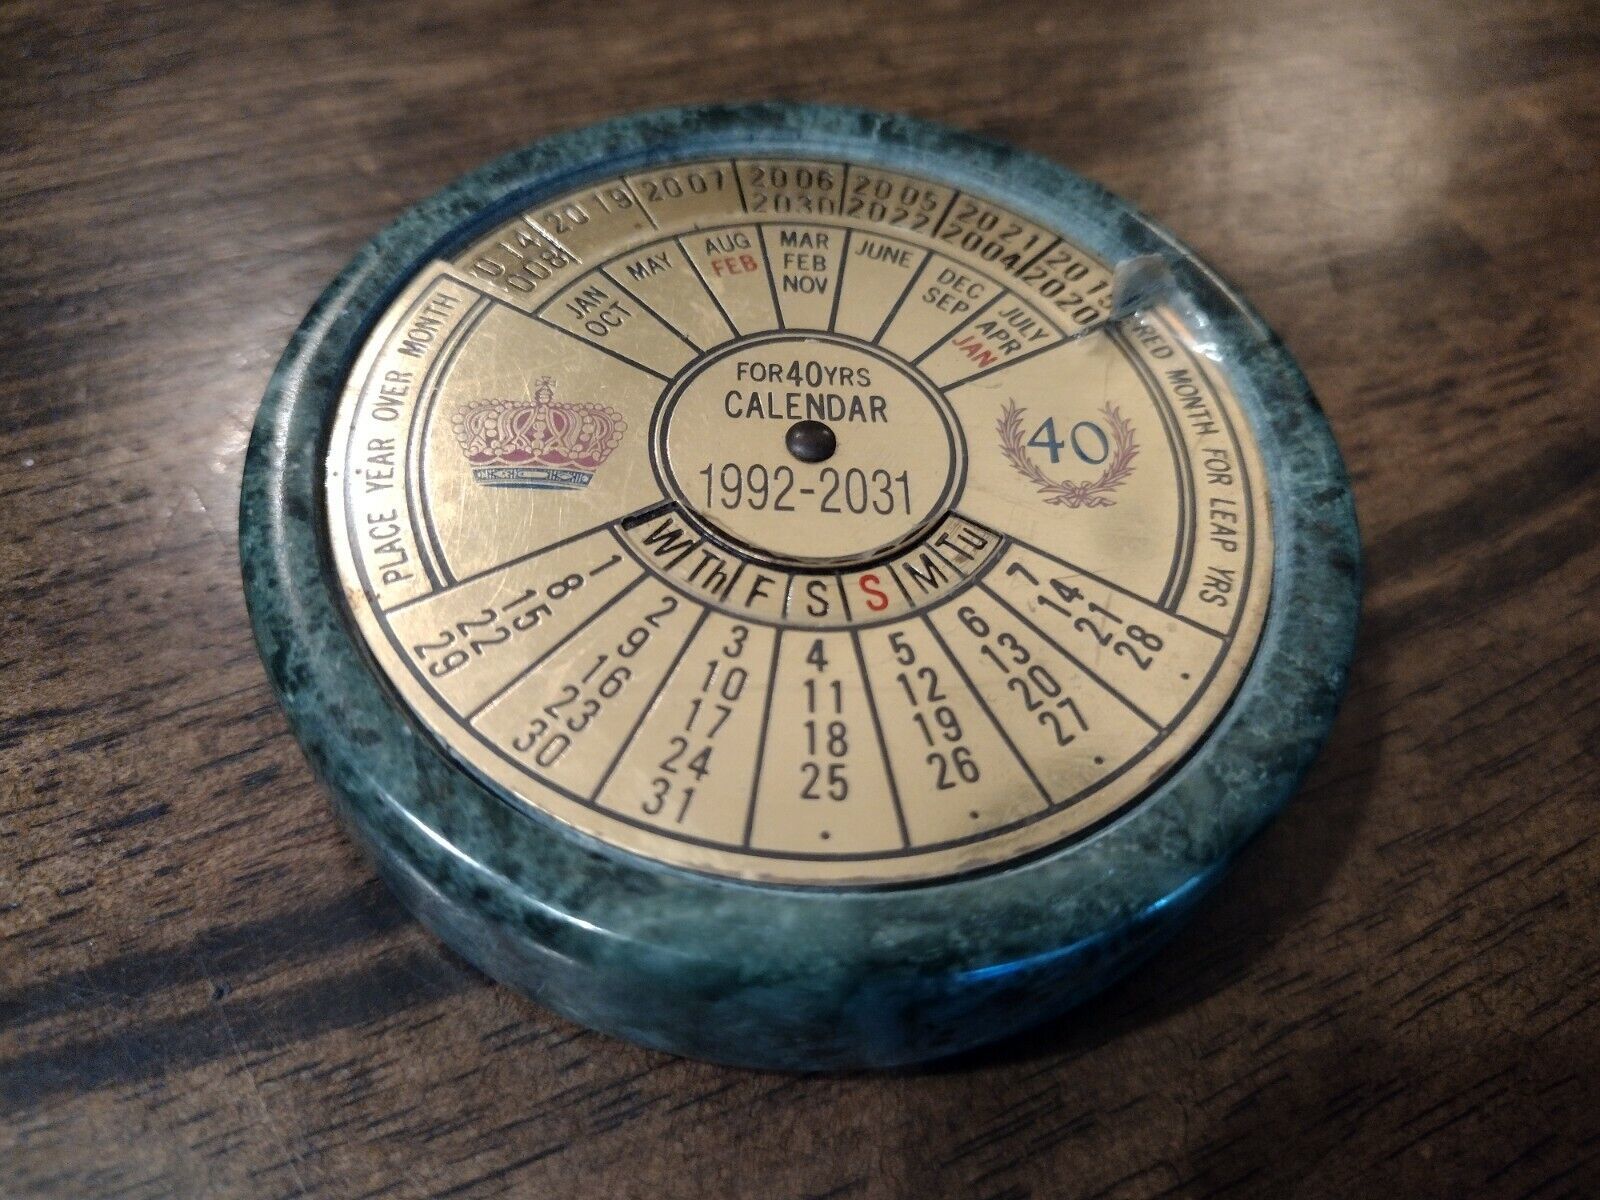 2019
2007
2006
2030
2005
2022
2021
2004
2020
PLACE YEAR OVER MONTH
JAN
OCT
MAY
AUG
FEB
MAR
FEB
NOV
JUNE
DEC
SEP
JULY
APR
JAN
MONTH FOR LEAP YRS
FOR 40 YRS
CALENDAR
1992-2031
40
W Th F S S M Tu
1 2 3 4 5 6 7
8 9 10 11 12 13 14
15 16 17 18 19 20 21
22 23 24 25 26 27 28
29 30 31 . . . .